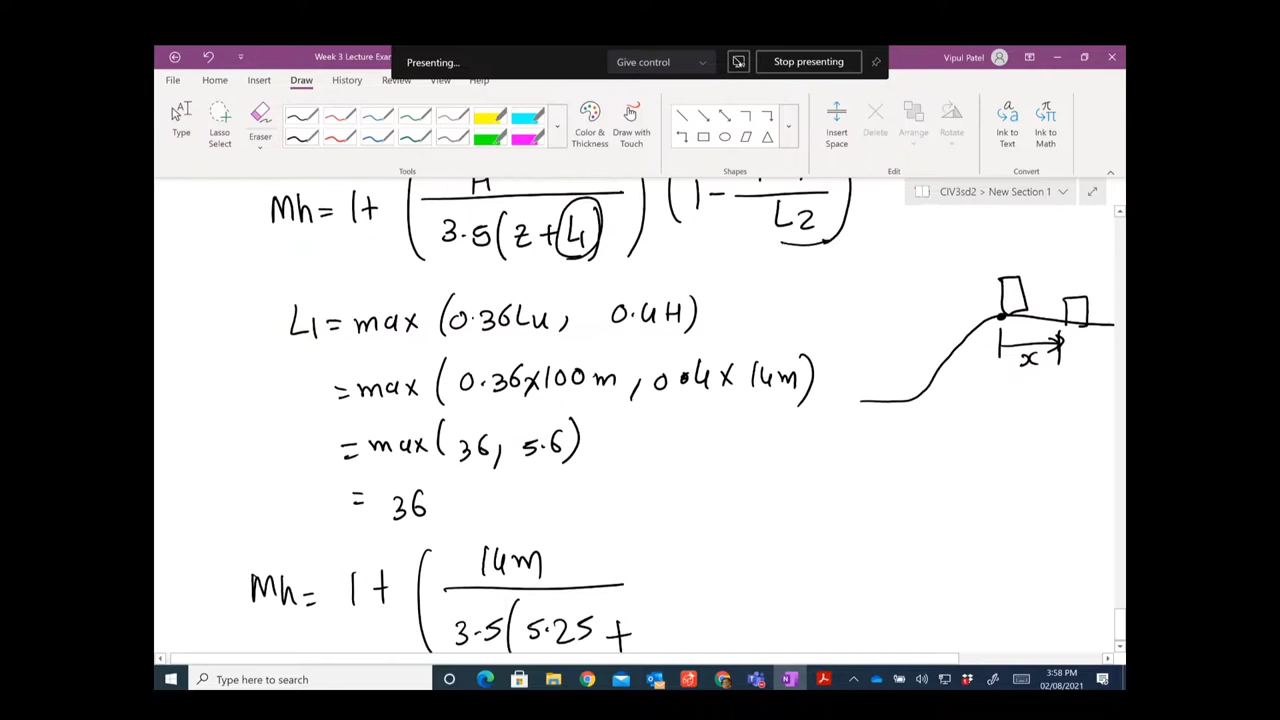 Week 3 Lecture Exa
Presenting...
Give control
Stop presenting
Vipul Patel
File Home Insert Draw History Review View Help
Type
Lasso Select
Eraser
Color & Thickness
Draw with Touch
Insert Space
Delete
Arrange
Rotate
Ink to Text
Ink to Math
Tools
Shapes
Edit
Convert
CIV3sd2 > New Section 1
Mh = 1+ ( H / 3.5(z+L1) ) (1 - / L2 )
L1 = max (0.36Lu, 0.4H)
= max ( 0.36x100m, 0.4 x 14m)
= max ( 36, 5.6)
= 36
x
Mh = 1+ ( 14m / 3.5(5.25 +
Type here to search
3:58 PM
02/08/2021